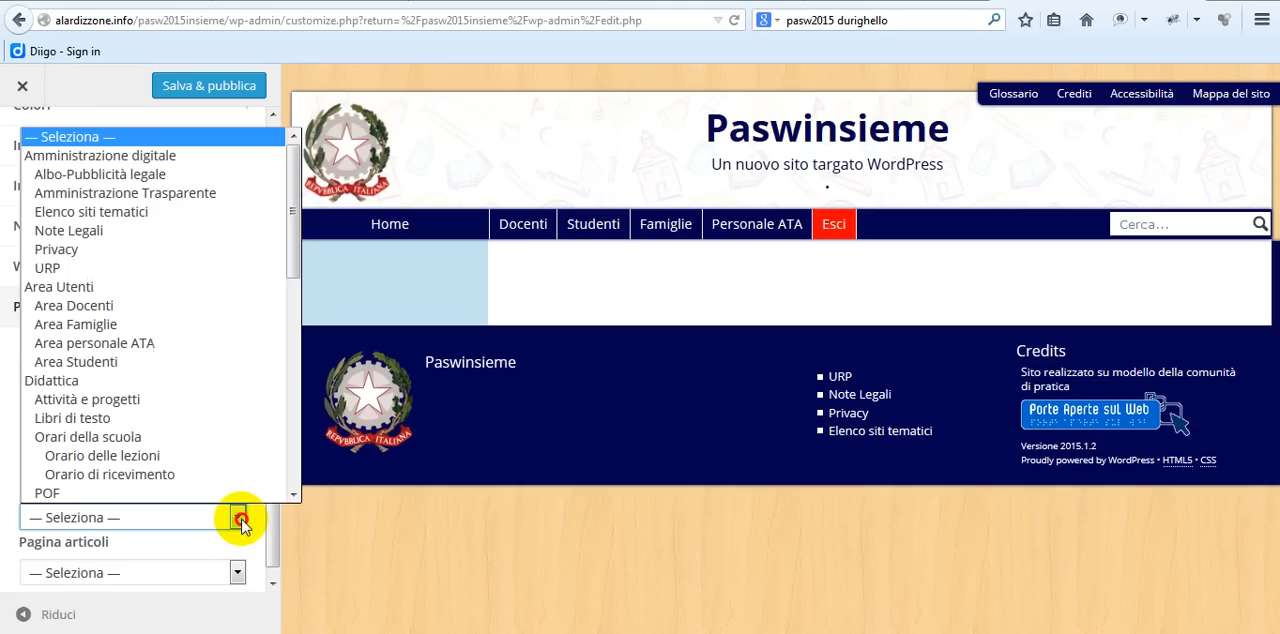 alardizzone.info/pasw2015insieme/wp-admin/customize.php?return=%2Fpasw2015insieme%2Fwp-admin%2Fedit.php
pasw2015 durighello
Diigo - Sign in
Salva & pubblica
Glossario
Crediti
Accessibilità
Mappa del sito
Colori
Paswinsieme
Un nuovo sito targato WordPress
Home
Docenti
Studenti
Famiglie
Personale ATA
Esci
Cerca...
— Seleziona —
Amministrazione digitale
Albo-Pubblicità legale
Amministrazione Trasparente
Elenco siti tematici
Note Legali
Privacy
URP
Area Utenti
Area Docenti
Area Famiglie
Area personale ATA
Area Studenti
Didattica
Attività e progetti
Libri di testo
Orari della scuola
Orario delle lezioni
Orario di ricevimento
POF
— Seleziona —
Pagina articoli
— Seleziona —
Riduci
REPVBBLICA ITALIANA
REPVBBLICA ITALIANA
Paswinsieme
URP
Note Legali
Privacy
Elenco siti tematici
Credits
Sito realizzato su modello della comunità
di pratica
Porte Aperte sul Web
Versione 2015.1.2
Proudly powered by WordPress • HTML5 • CSS